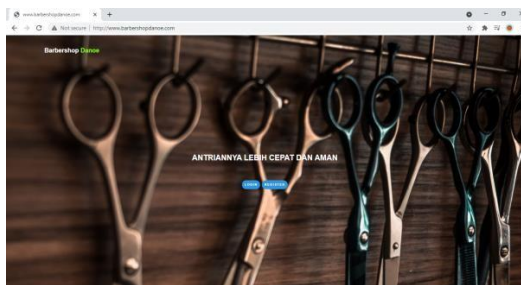 www.barbershopdanoe.com
Not secure | http://www.barbershopdanoe.com
Barbershop Danoe
ANTRIANNYA LEBIH CEPAT DAN AMAN
LOGIN REGISTER